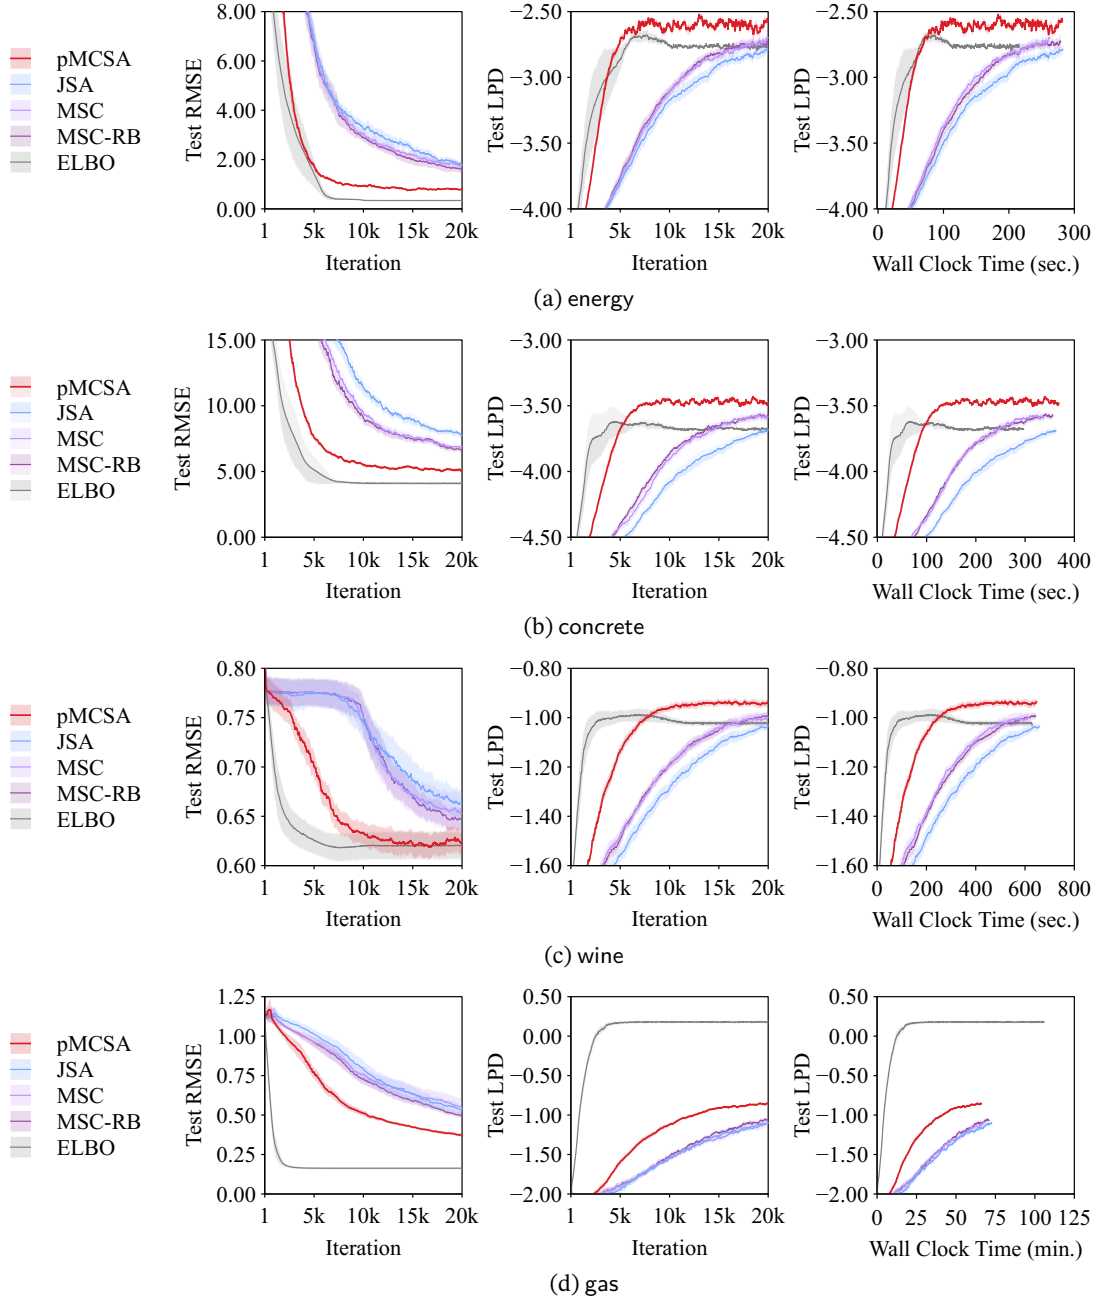 pMCSA
JSA
MSC
MSC-RB
ELBO
Test RMSE
8.00
6.00
4.00
2.00
0.00
1 5k 10k 15k 20k
Iteration
Test LPD
−2.50
−3.00
−3.50
−4.00
1 5k 10k 15k 20k
Iteration
Test LPD
−2.50
−3.00
−3.50
−4.00
0 100 200 300
Wall Clock Time (sec.)
(a) energy
pMCSA
JSA
MSC
MSC-RB
ELBO
Test RMSE
15.00
10.00
5.00
0.00
1 5k 10k 15k 20k
Iteration
Test LPD
−3.00
−3.50
−4.00
−4.50
1 5k 10k 15k 20k
Iteration
Test LPD
−3.00
−3.50
−4.00
−4.50
0 100 200 300 400
Wall Clock Time (sec.)
(b) concrete
pMCSA
JSA
MSC
MSC-RB
ELBO
Test RMSE
0.80
0.75
0.70
0.65
0.60
1 5k 10k 15k 20k
Iteration
Test LPD
−0.80
−1.00
−1.20
−1.40
−1.60
1 5k 10k 15k 20k
Iteration
Test LPD
−0.80
−1.00
−1.20
−1.40
−1.60
0 200 400 600 800
Wall Clock Time (sec.)
(c) wine
pMCSA
JSA
MSC
MSC-RB
ELBO
Test RMSE
1.25
1.00
0.75
0.50
0.25
0.00
1 5k 10k 15k 20k
Iteration
Test LPD
0.50
0.00
−0.50
−1.00
−1.50
−2.00
1 5k 10k 15k 20k
Iteration
Test LPD
0.50
0.00
−0.50
−1.00
−1.50
−2.00
0 25 50 75 100 125
Wall Clock Time (min.)
(d) gas